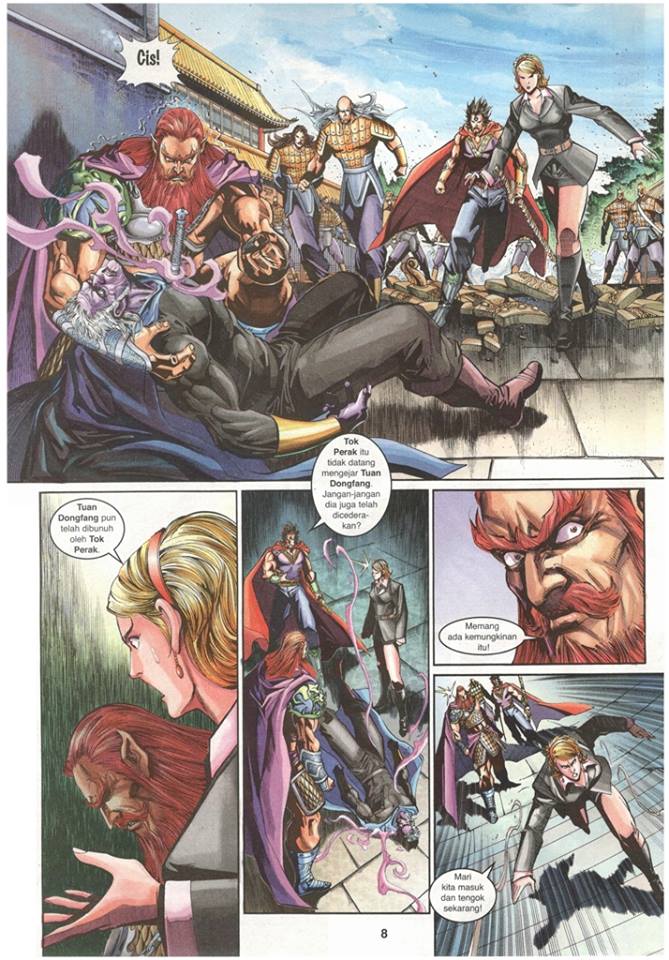 Cis!
Tuan
Dongfang pun
telah dibunuh
oleh Tok
Perak.
Tok
Perak itu
tidak datang
mengejar Tuan
Dongfang.
Jangan-jangan
dia juga telah
dicedera-
kan?
Memang
ada kemungkinan
itu!
Mari
kita masuk
dan tengok
sekarang!
8